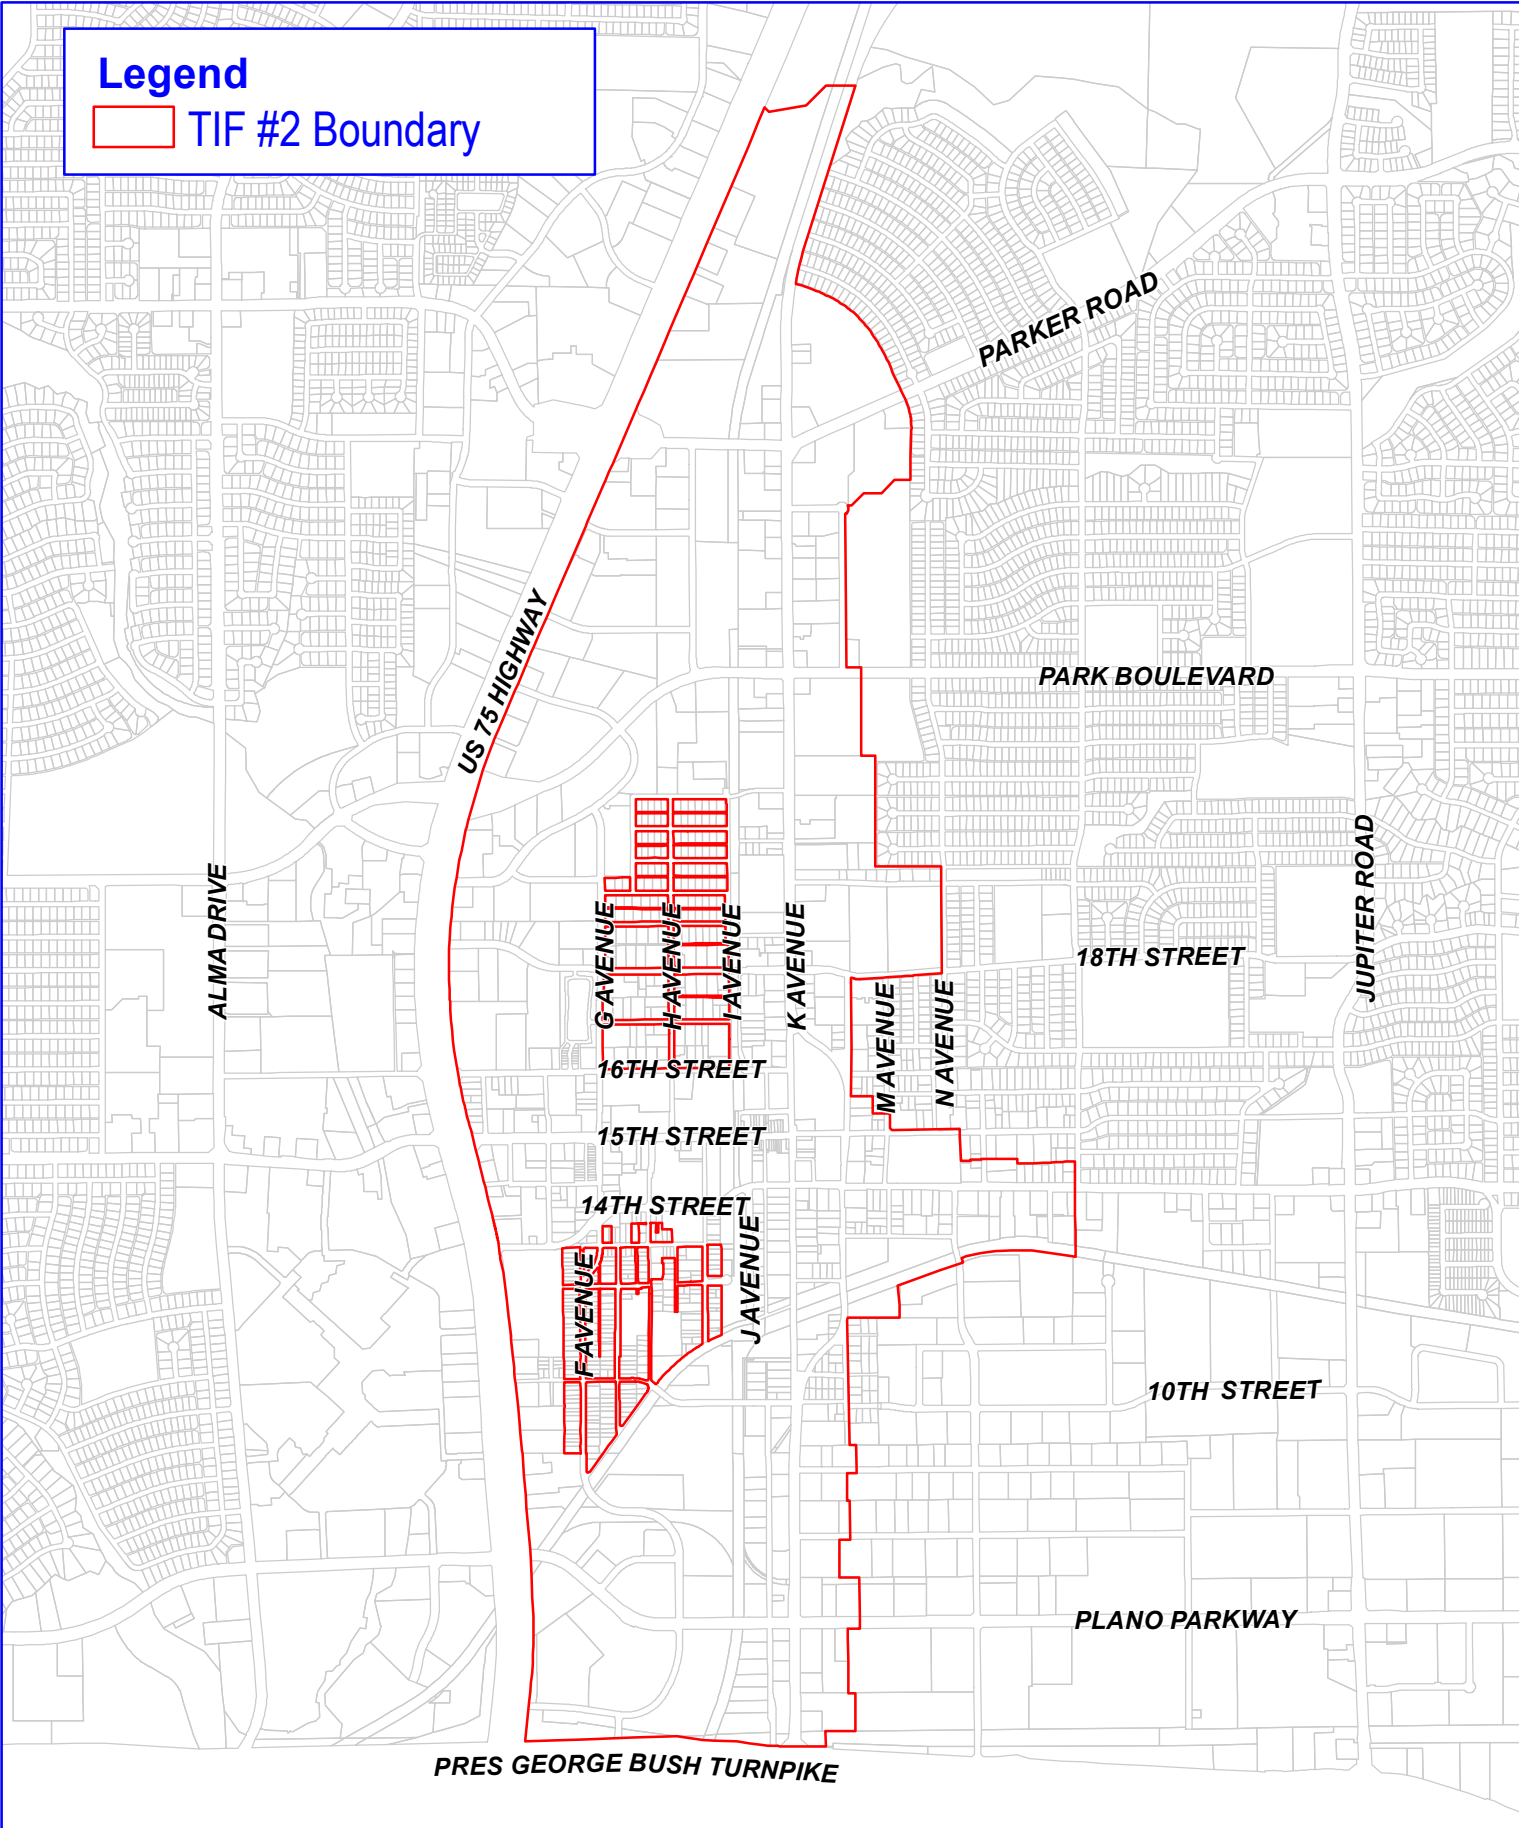 Legend
TIF #2 Boundary
PARKER ROAD
US 75 HIGHWAY
PARK BOULEVARD
ALMA DRIVE
G AVENUE
H AVENUE
I AVENUE
K AVENUE
JUPITER ROAD
18TH STREET
M AVENUE
N AVENUE
16TH STREET
15TH STREET
14TH STREET
F AVENUE
J AVENUE
10TH STREET
PLANO PARKWAY
PRES GEORGE BUSH TURNPIKE